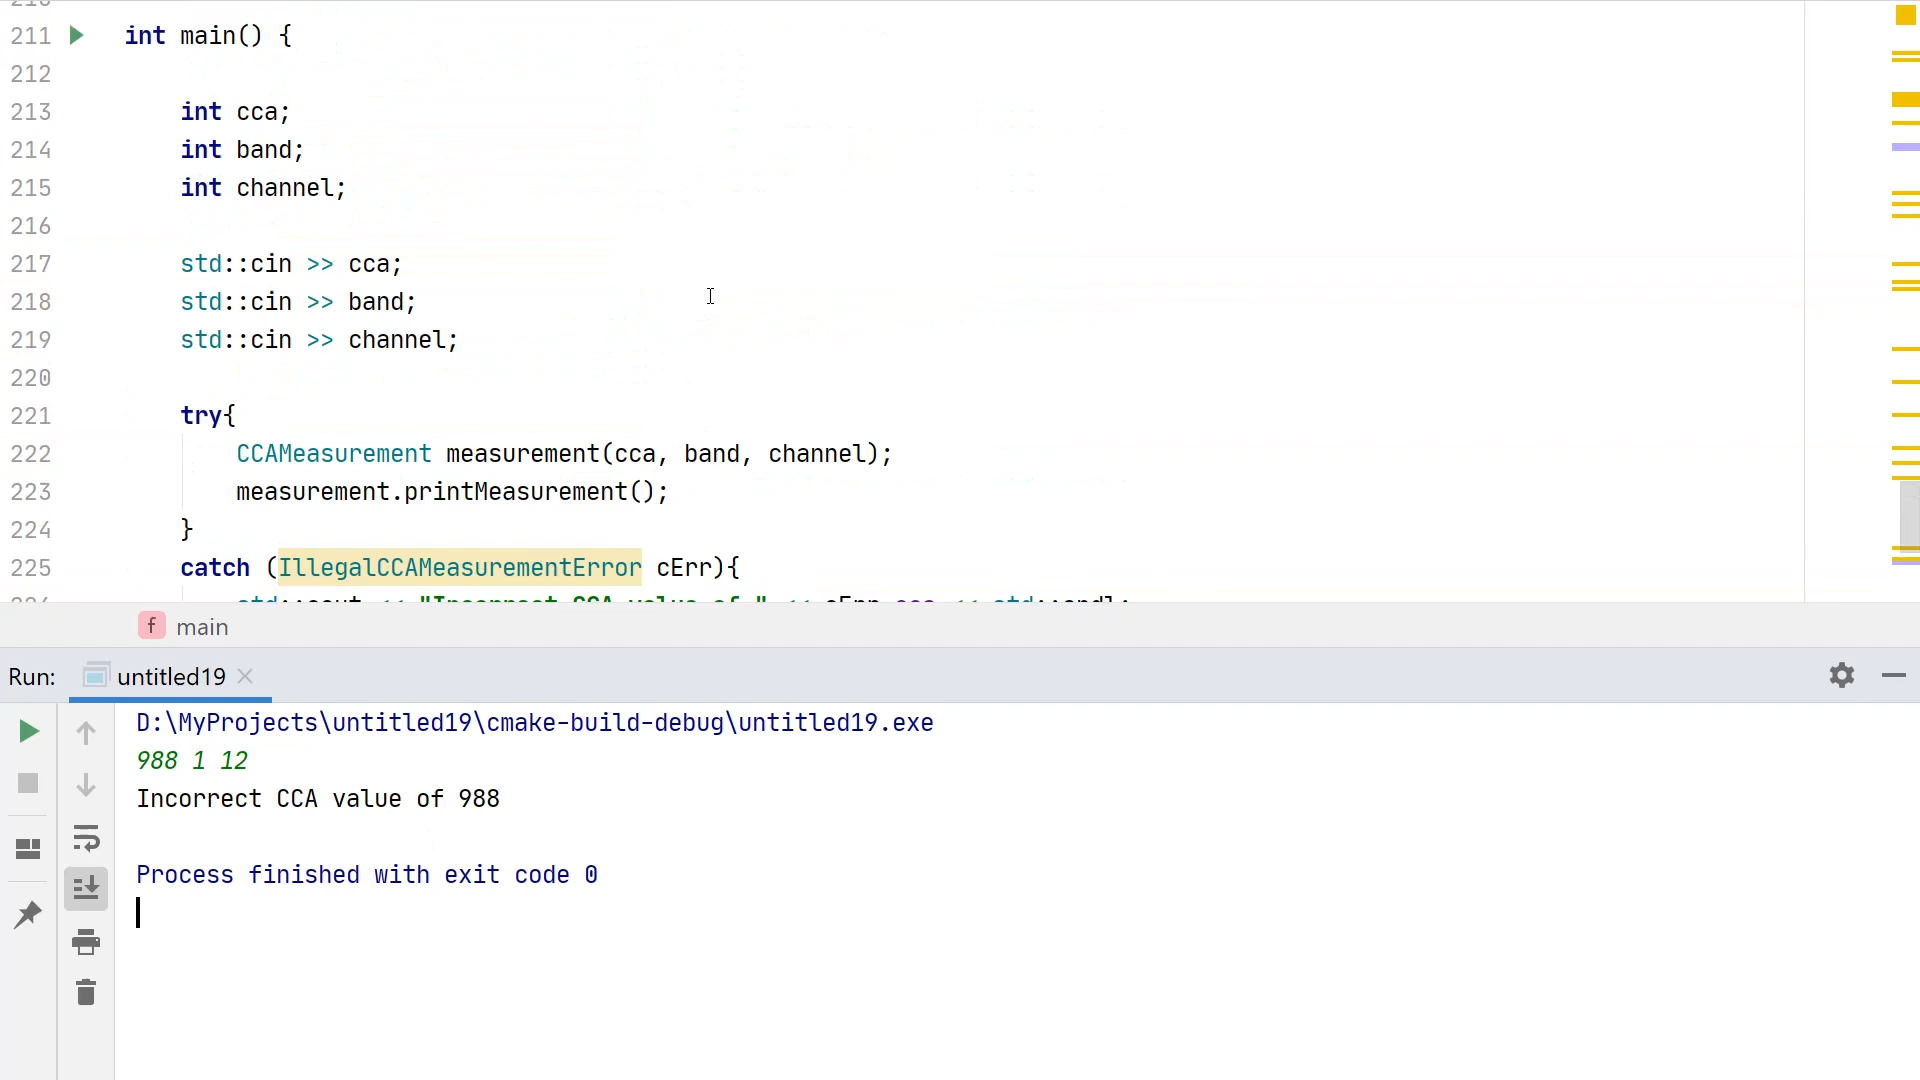 211 int main() {
212
213 int cca;
214 int band;
215 int channel;
216
217 std::cin >> cca;
218 std::cin >> band;
219 std::cin >> channel;
220
221 try{
222 CCAMeasurement measurement(cca, band, channel);
223 measurement.printMeasurement();
224 }
225 catch (IllegalCCAMeasurementError cErr){
f main
Run: untitled19
D:\MyProjects\untitled19\cmake-build-debug\untitled19.exe
988 1 12
Incorrect CCA value of 988
Process finished with exit code 0